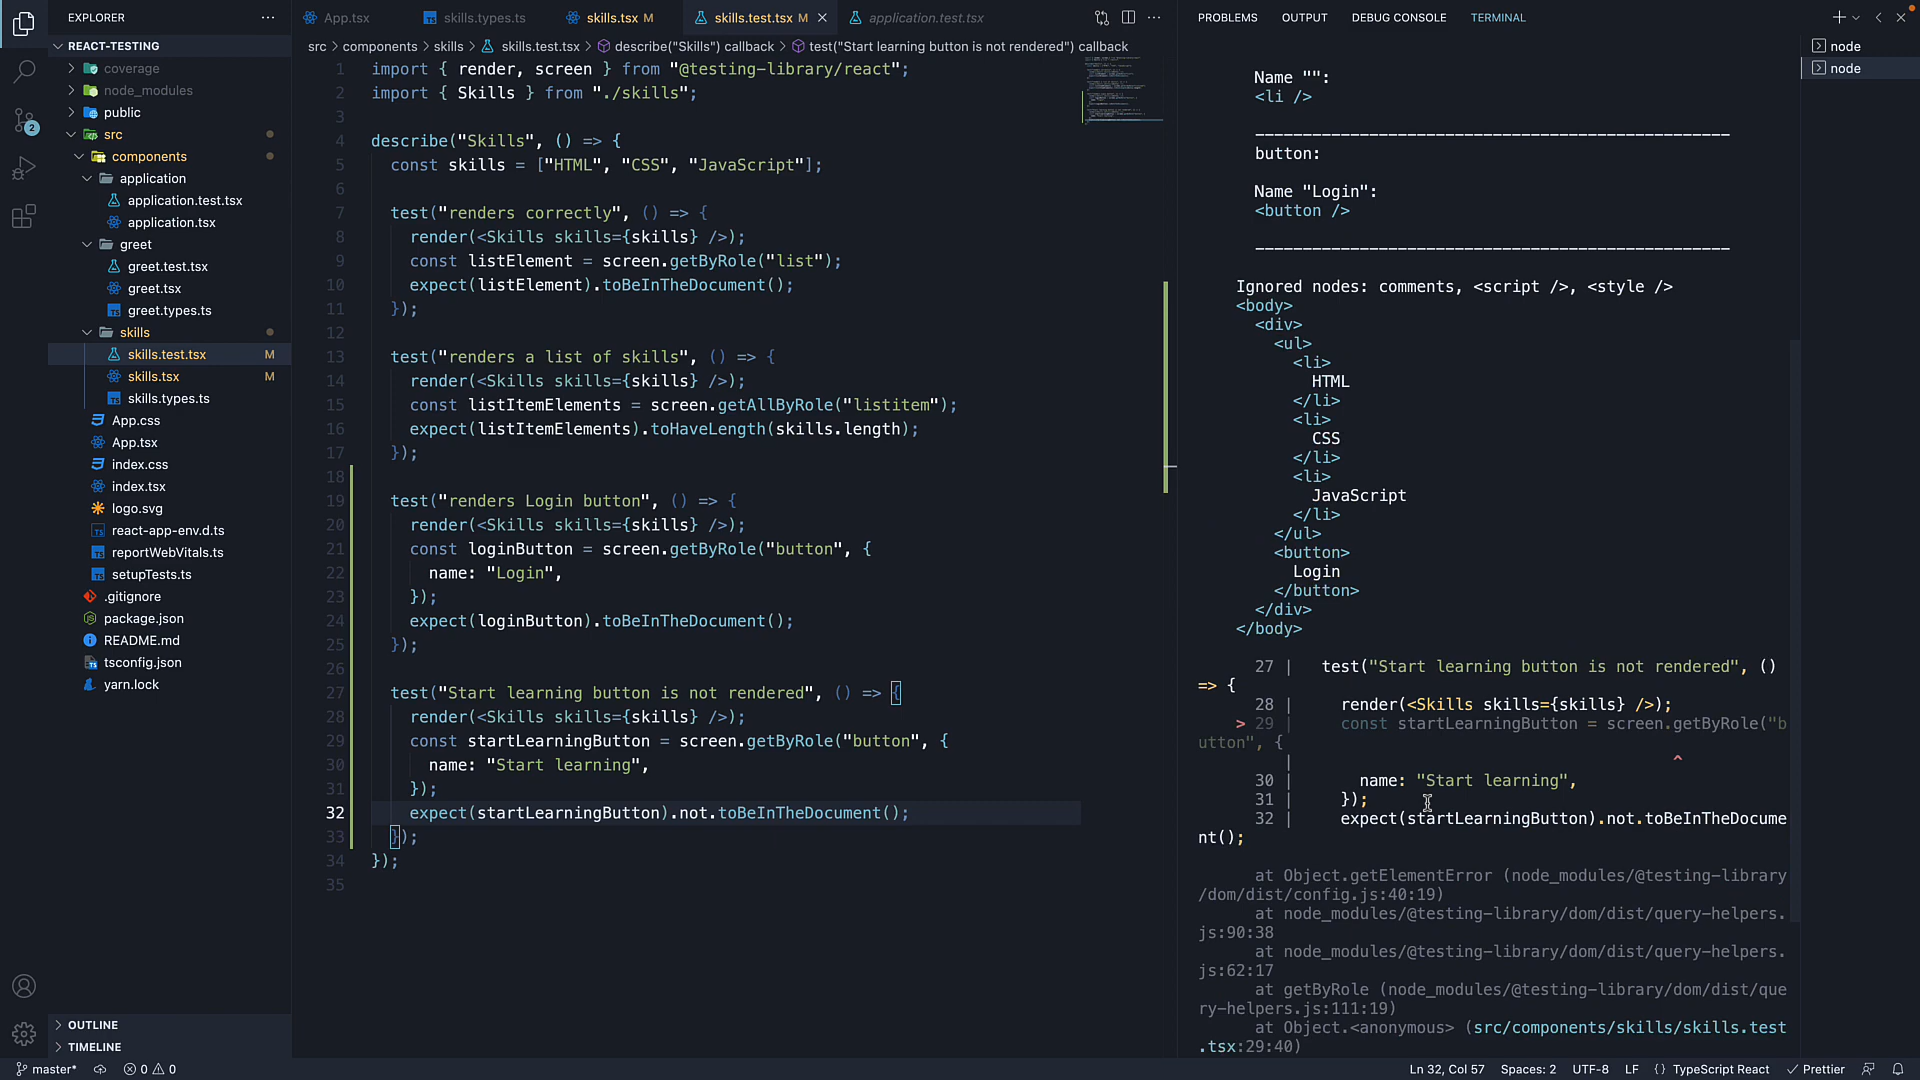 EXPLORER
REACT-TESTING
coverage
node_modules
public
src
components
application
application.test.tsx
application.tsx
greet
greet.test.tsx
greet.tsx
greet.types.ts
skills
skills.test.tsx M
skills.tsx M
skills.types.ts
App.css
App.tsx
index.css
index.tsx
logo.svg
react-app-env.d.ts
reportWebVitals.ts
setupTests.ts
.gitignore
package.json
README.md
tsconfig.json
yarn.lock
OUTLINE
TIMELINE
2
App.tsx
skills.types.ts
skills.tsx M
skills.test.tsx M
application.test.tsx
src > components > skills > skills.test.tsx > describe("Skills") callback > test("Start learning button is not rendered") callback
1 import { render, screen } from "@testing-library/react";
2 import { Skills } from "./skills";
3
4 describe("Skills", () => {
5 const skills = ["HTML", "CSS", "JavaScript"];
6
7 test("renders correctly", () => {
8 render(<Skills skills={skills} />);
9 const listElement = screen.getByRole("list");
10 expect(listElement).toBeInTheDocument();
11 });
12
13 test("renders a list of skills", () => {
14 render(<Skills skills={skills} />);
15 const listItemElements = screen.getAllByRole("listitem");
16 expect(listItemElements).toHaveLength(skills.length);
17 });
18
19 test("renders Login button", () => {
20 render(<Skills skills={skills} />);
21 const loginButton = screen.getByRole("button", {
22 name: "Login",
23 });
24 expect(loginButton).toBeInTheDocument();
25 });
26
27 test("Start learning button is not rendered", () => {
28 render(<Skills skills={skills} />);
29 const startLearningButton = screen.getByRole("button", {
30 name: "Start learning",
31 });
32 expect(startLearningButton).not.toBeInTheDocument();
33 });
34 });
35
PROBLEMS OUTPUT DEBUG CONSOLE TERMINAL
node
node
Name "":
<li />
--------------------------------------------------
button:
Name "Login":
<button />
--------------------------------------------------
Ignored nodes: comments, <script />, <style />
<body>
<div>
<ul>
<li>
HTML
</li>
<li>
CSS
</li>
<li>
JavaScript
</li>
</ul>
<button>
Login
</button>
</div>
</body>
27 | test("Start learning button is not rendered", ()
=> {
28 | render(<Skills skills={skills} />);
> 29 | const startLearningButton = screen.getByRole("b
utton", {
| ^
30 | name: "Start learning",
31 | });
32 | expect(startLearningButton).not.toBeInTheDocume
nt();
at Object.getElementError (node_modules/@testing-library
/dom/dist/config.js:40:19)
at node_modules/@testing-library/dom/dist/query-helpers.
js:90:38
at node_modules/@testing-library/dom/dist/query-helpers.
js:62:17
at getByRole (node_modules/@testing-library/dom/dist/que
ry-helpers.js:111:19)
at Object.<anonymous> (src/components/skills/skills.test
.tsx:29:40)
master* 0 0 Ln 32, Col 57 Spaces: 2 UTF-8 LF {} TypeScript React Prettier